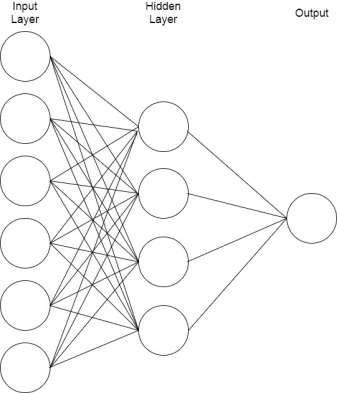 Input
Layer
Hidden
Layer
Output